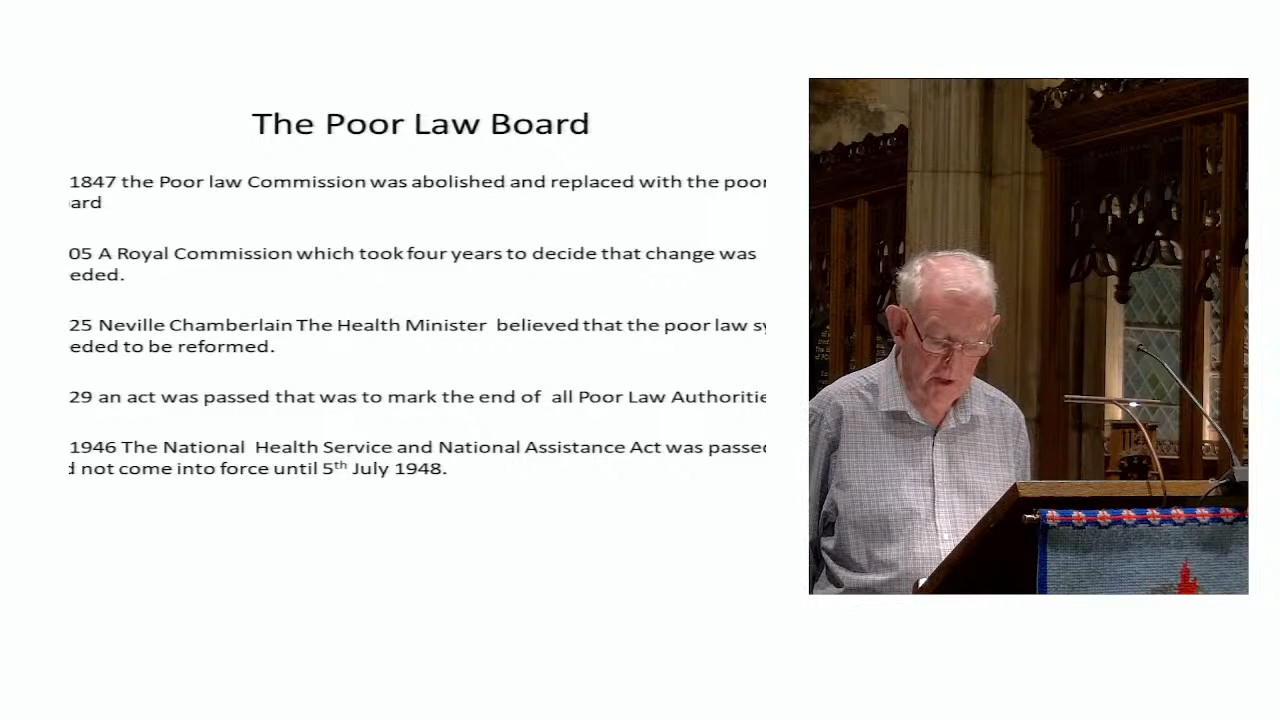 The Poor Law Board
1847 the Poor law Commission was abolished and replaced with the poor
ard
05 A Royal Commission which took four years to decide that change was
eded.
25 Neville Chamberlain The Health Minister believed that the poor law sy
eded to be reformed.
29 an act was passed that was to mark the end of all Poor Law Authoritie
1946 The National Health Service and National Assistance Act was passed
d not come into force until 5th July 1948.